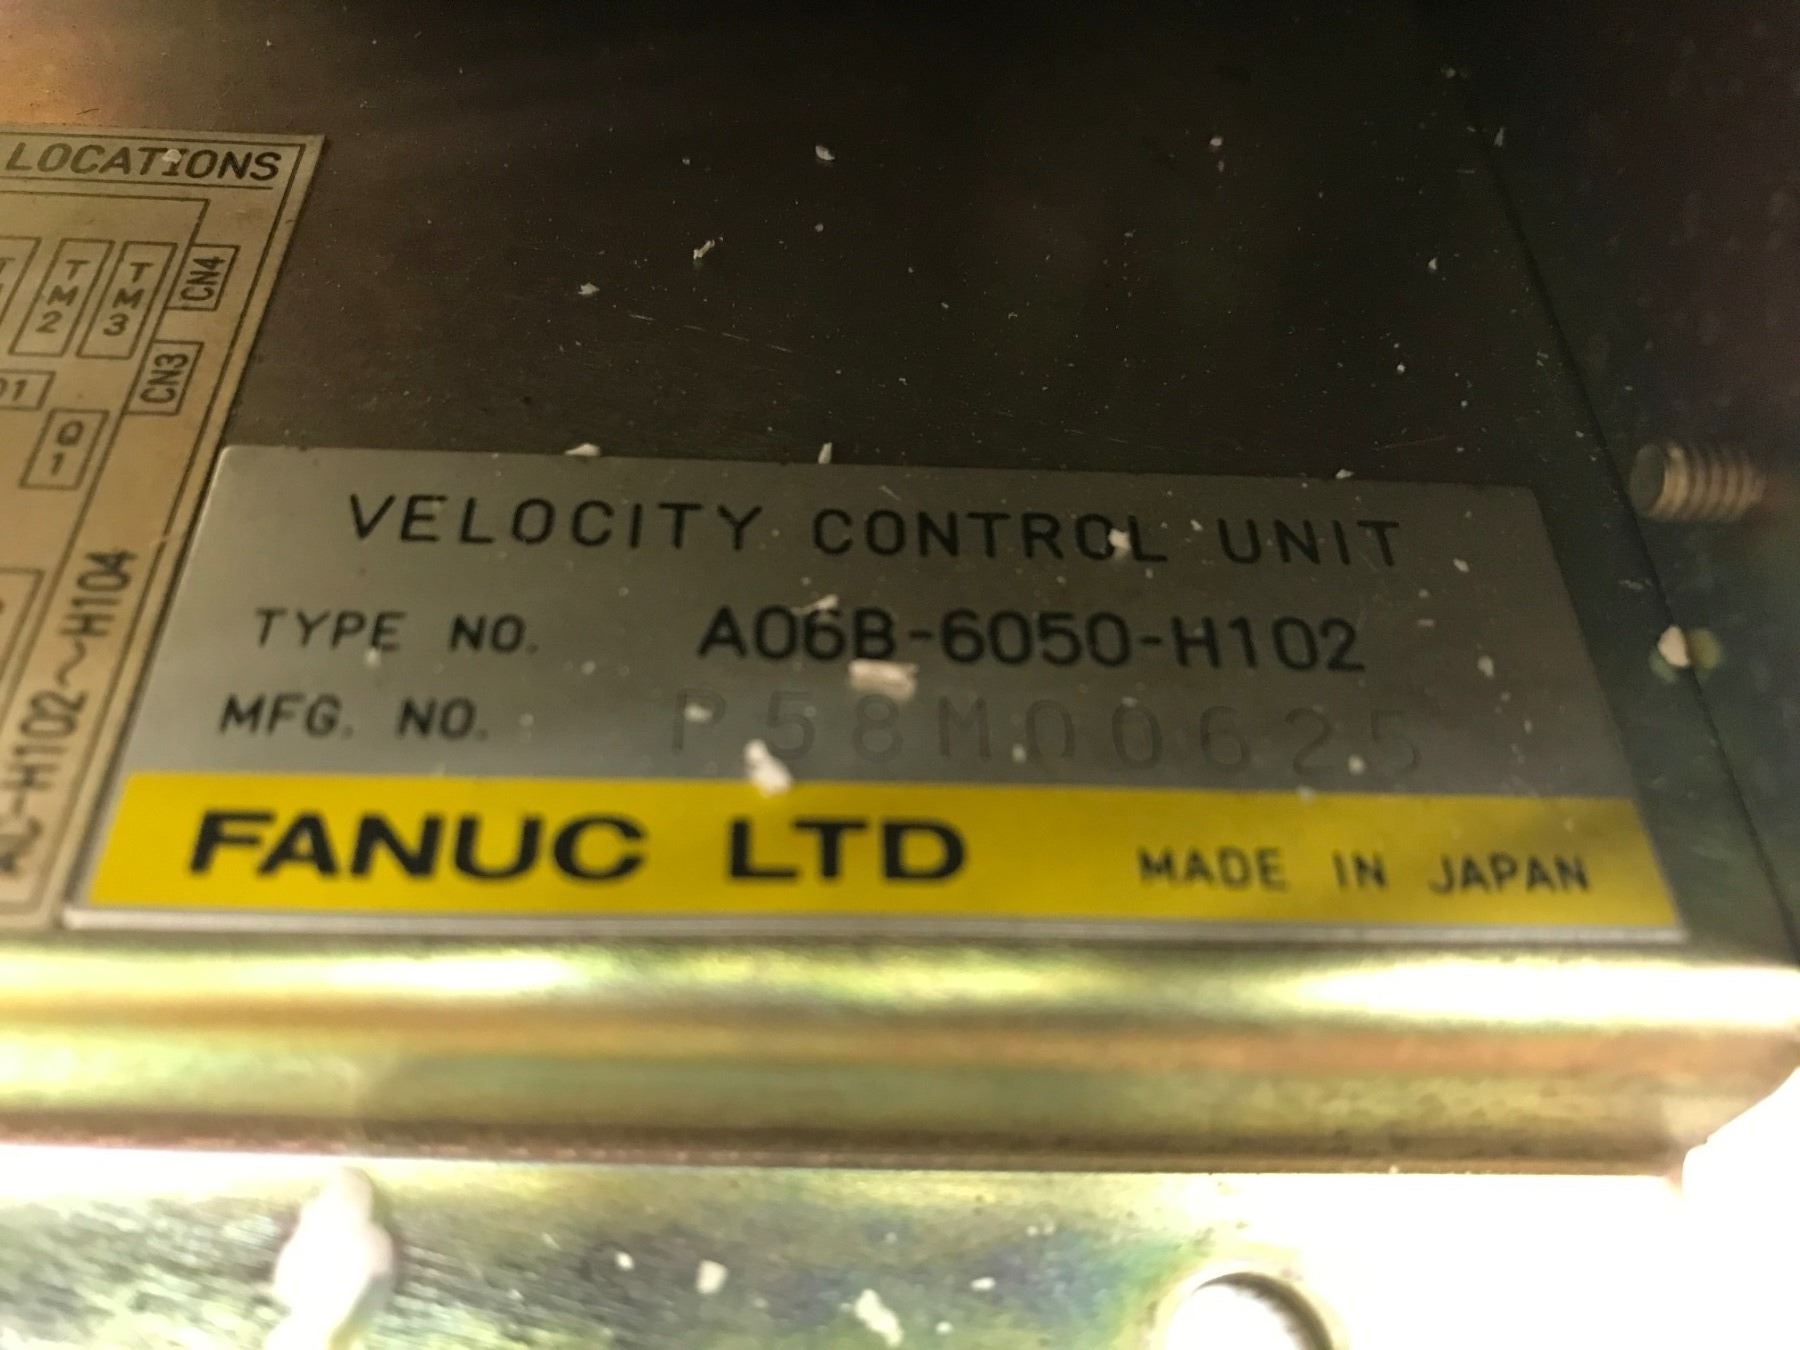 LOCATIONS
TM2
TM3
CN4
CN3
01
Q1
H102~H104
VELOCITY CONTROL UNIT
TYPE NO. A06B-6050-H102
MFG. NO. P58M00625
FANUC LTD MADE IN JAPAN